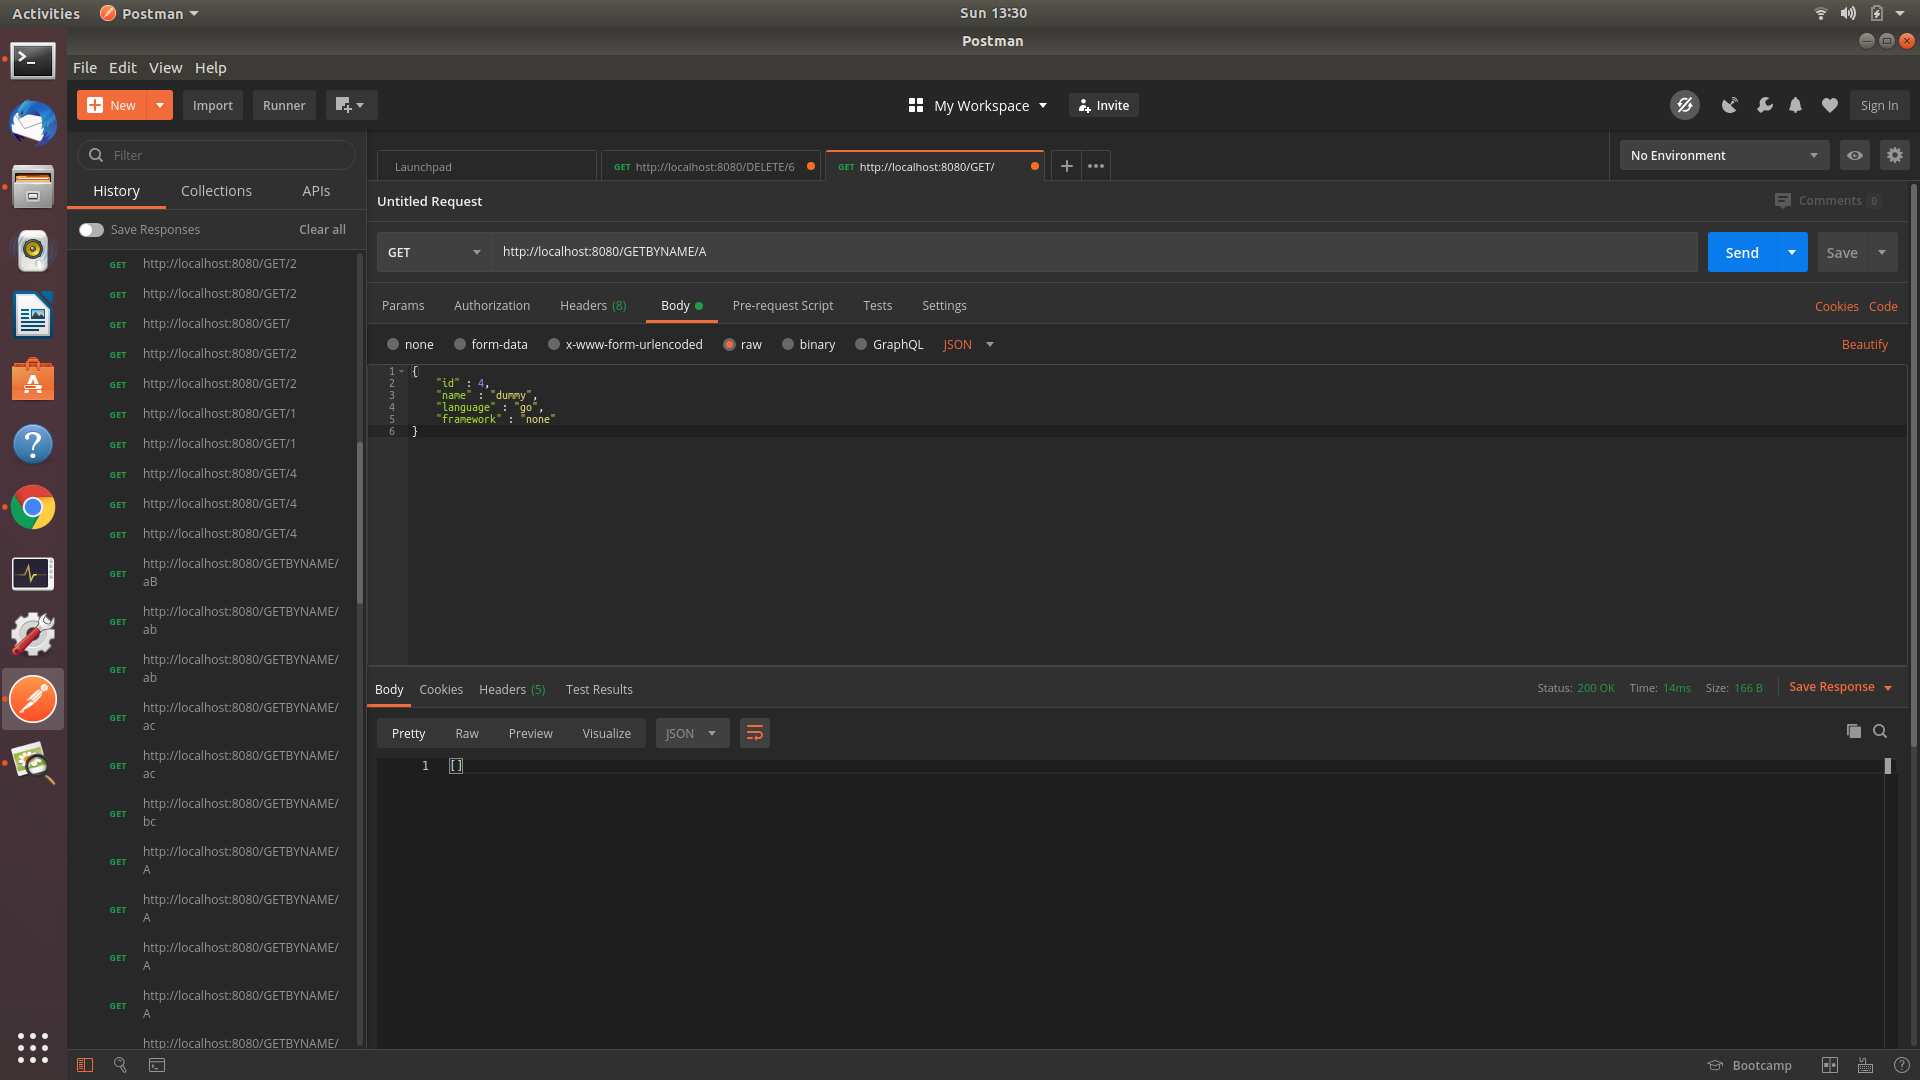 Activities Postman Sun 13:30
Postman
File Edit View Help
New Import Runner My Workspace Invite Sign In
Filter
History Collections APIs
Save Responses Clear all
GET http://localhost:8080/GET/2
GET http://localhost:8080/GET/2
GET http://localhost:8080/GET/
GET http://localhost:8080/GET/2
GET http://localhost:8080/GET/2
GET http://localhost:8080/GET/1
GET http://localhost:8080/GET/1
GET http://localhost:8080/GET/4
GET http://localhost:8080/GET/4
GET http://localhost:8080/GET/4
GET http://localhost:8080/GETBYNAME/
aB
GET http://localhost:8080/GETBYNAME/
ab
GET http://localhost:8080/GETBYNAME/
ab
GET http://localhost:8080/GETBYNAME/
ac
GET http://localhost:8080/GETBYNAME/
ac
GET http://localhost:8080/GETBYNAME/
bc
GET http://localhost:8080/GETBYNAME/
A
GET http://localhost:8080/GETBYNAME/
A
GET http://localhost:8080/GETBYNAME/
A
GET http://localhost:8080/GETBYNAME/
A
http://localhost:8080/GETBYNAME/
Launchpad GET http://localhost:8080/DELETE/6 GET http://localhost:8080/GET/ No Environment
Untitled Request Comments 0
GET http://localhost:8080/GETBYNAME/A Send Save
Params Authorization Headers (8) Body Pre-request Script Tests Settings Cookies Code
none form-data x-www-form-urlencoded raw binary GraphQL JSON Beautify
1 {
2 "id" : 4,
3 "name" : "dummy",
4 "language" : "go",
5 "framework" : "none"
6 }
Body Cookies Headers (5) Test Results Status: 200 OK Time: 14ms Size: 166 B Save Response
Pretty Raw Preview Visualize JSON
1 []
Bootcamp